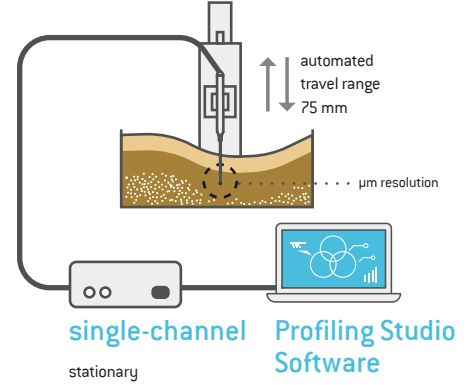 automated
travel range
75 mm
µm resolution
single-channel
stationary
Profiling Studio
Software